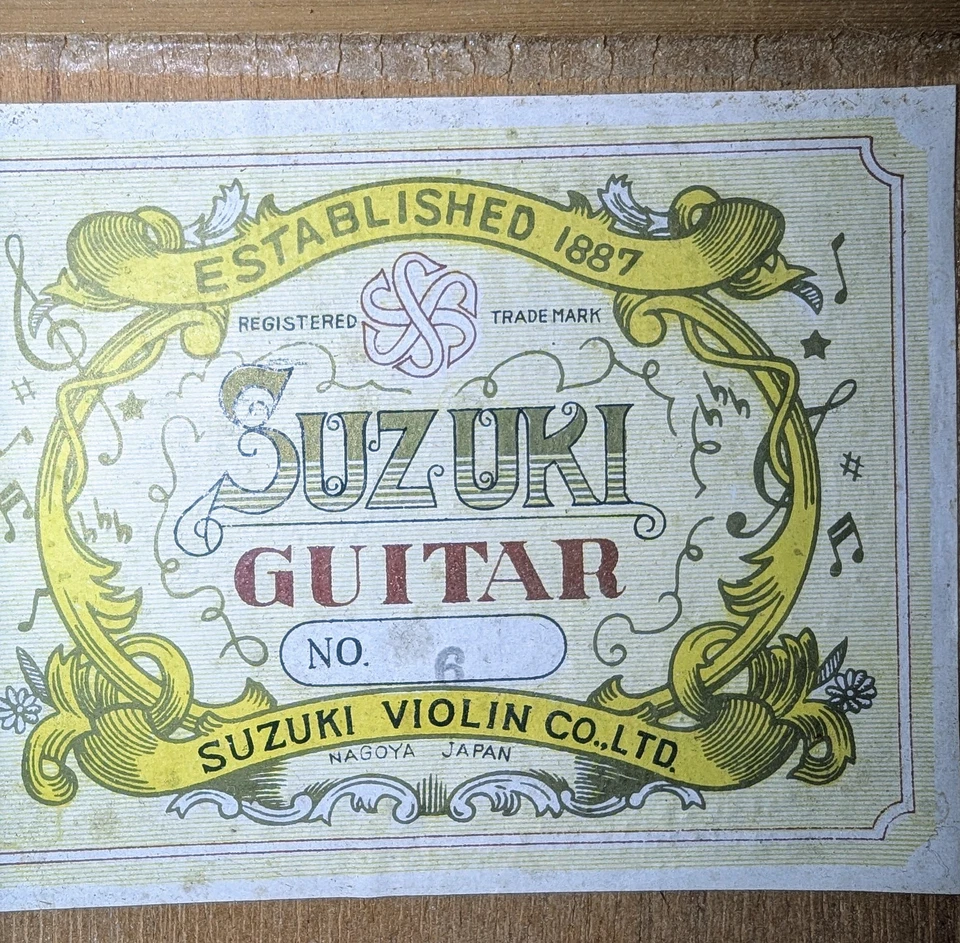 ESTABLISHED 1887
REGISTERED TRADE MARK
SUZUKI
GUITAR
NO. 6
SUZUKI VIOLIN CO.,LTD.
NAGOYA JAPAN